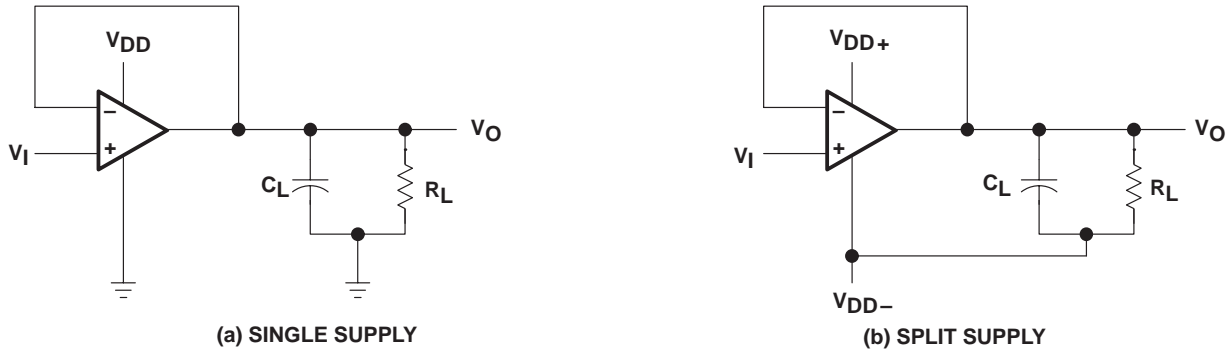 VDD
−
+
VI
VO
CL
RL
(a) SINGLE SUPPLY
VDD+
−
+
VI
VO
CL
RL
VDD−
(b) SPLIT SUPPLY